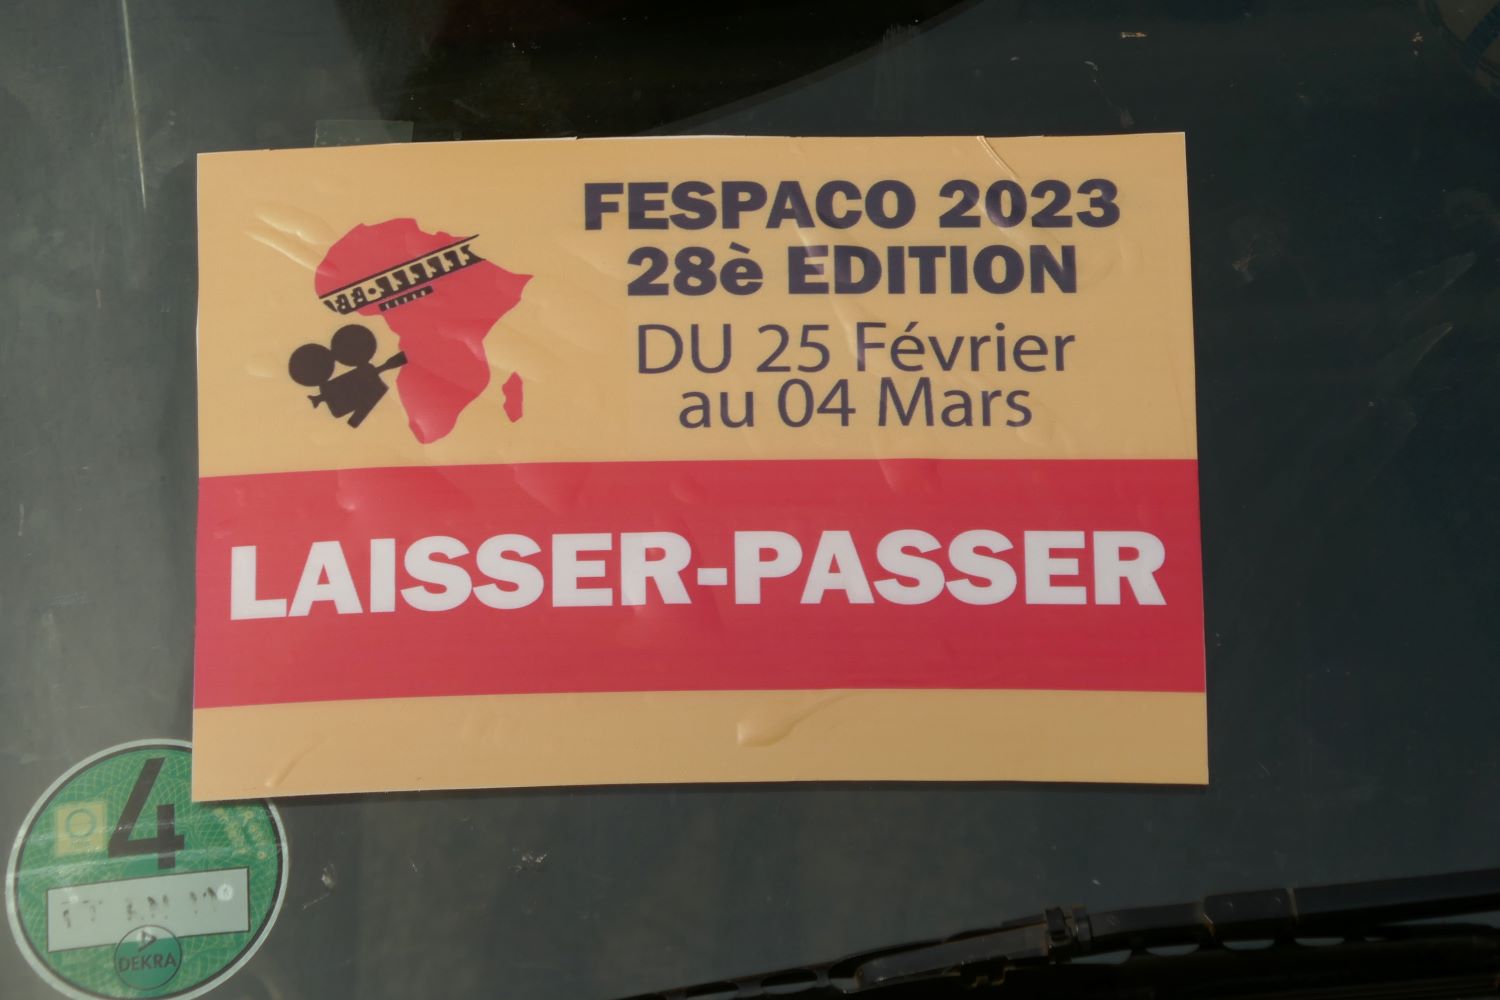 FESPACO 2023
28è EDITION
DU 25 Février
au 04 Mars
LAISSER-PASSER
4
DEKRA